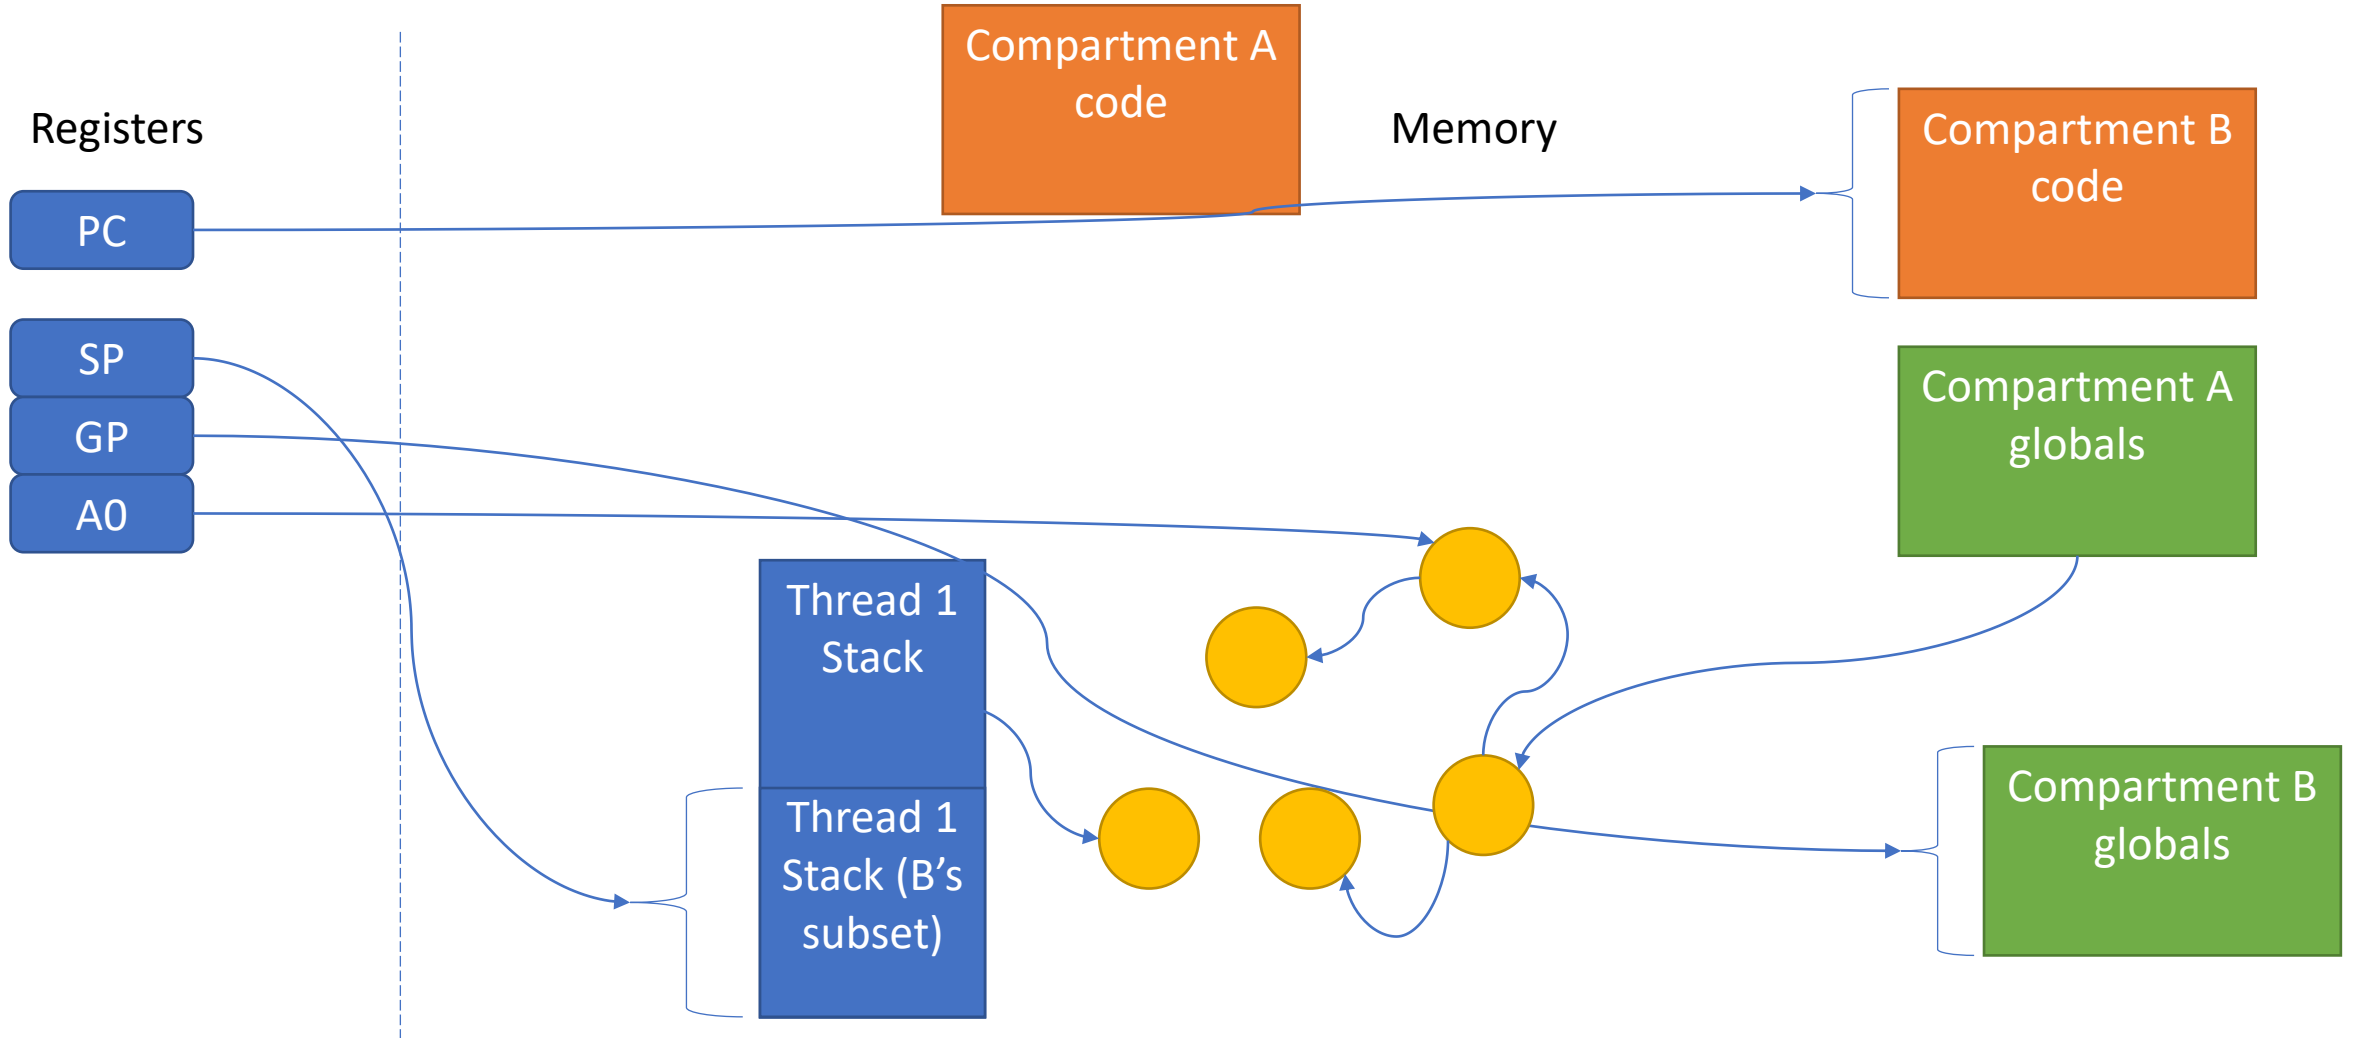 Compartment A
code
Registers
Memory
Compartment B
code
PC
SP
GP
A0
Compartment A
globals
Thread 1
Stack
Thread 1
Stack (B’s
subset)
Compartment B
globals